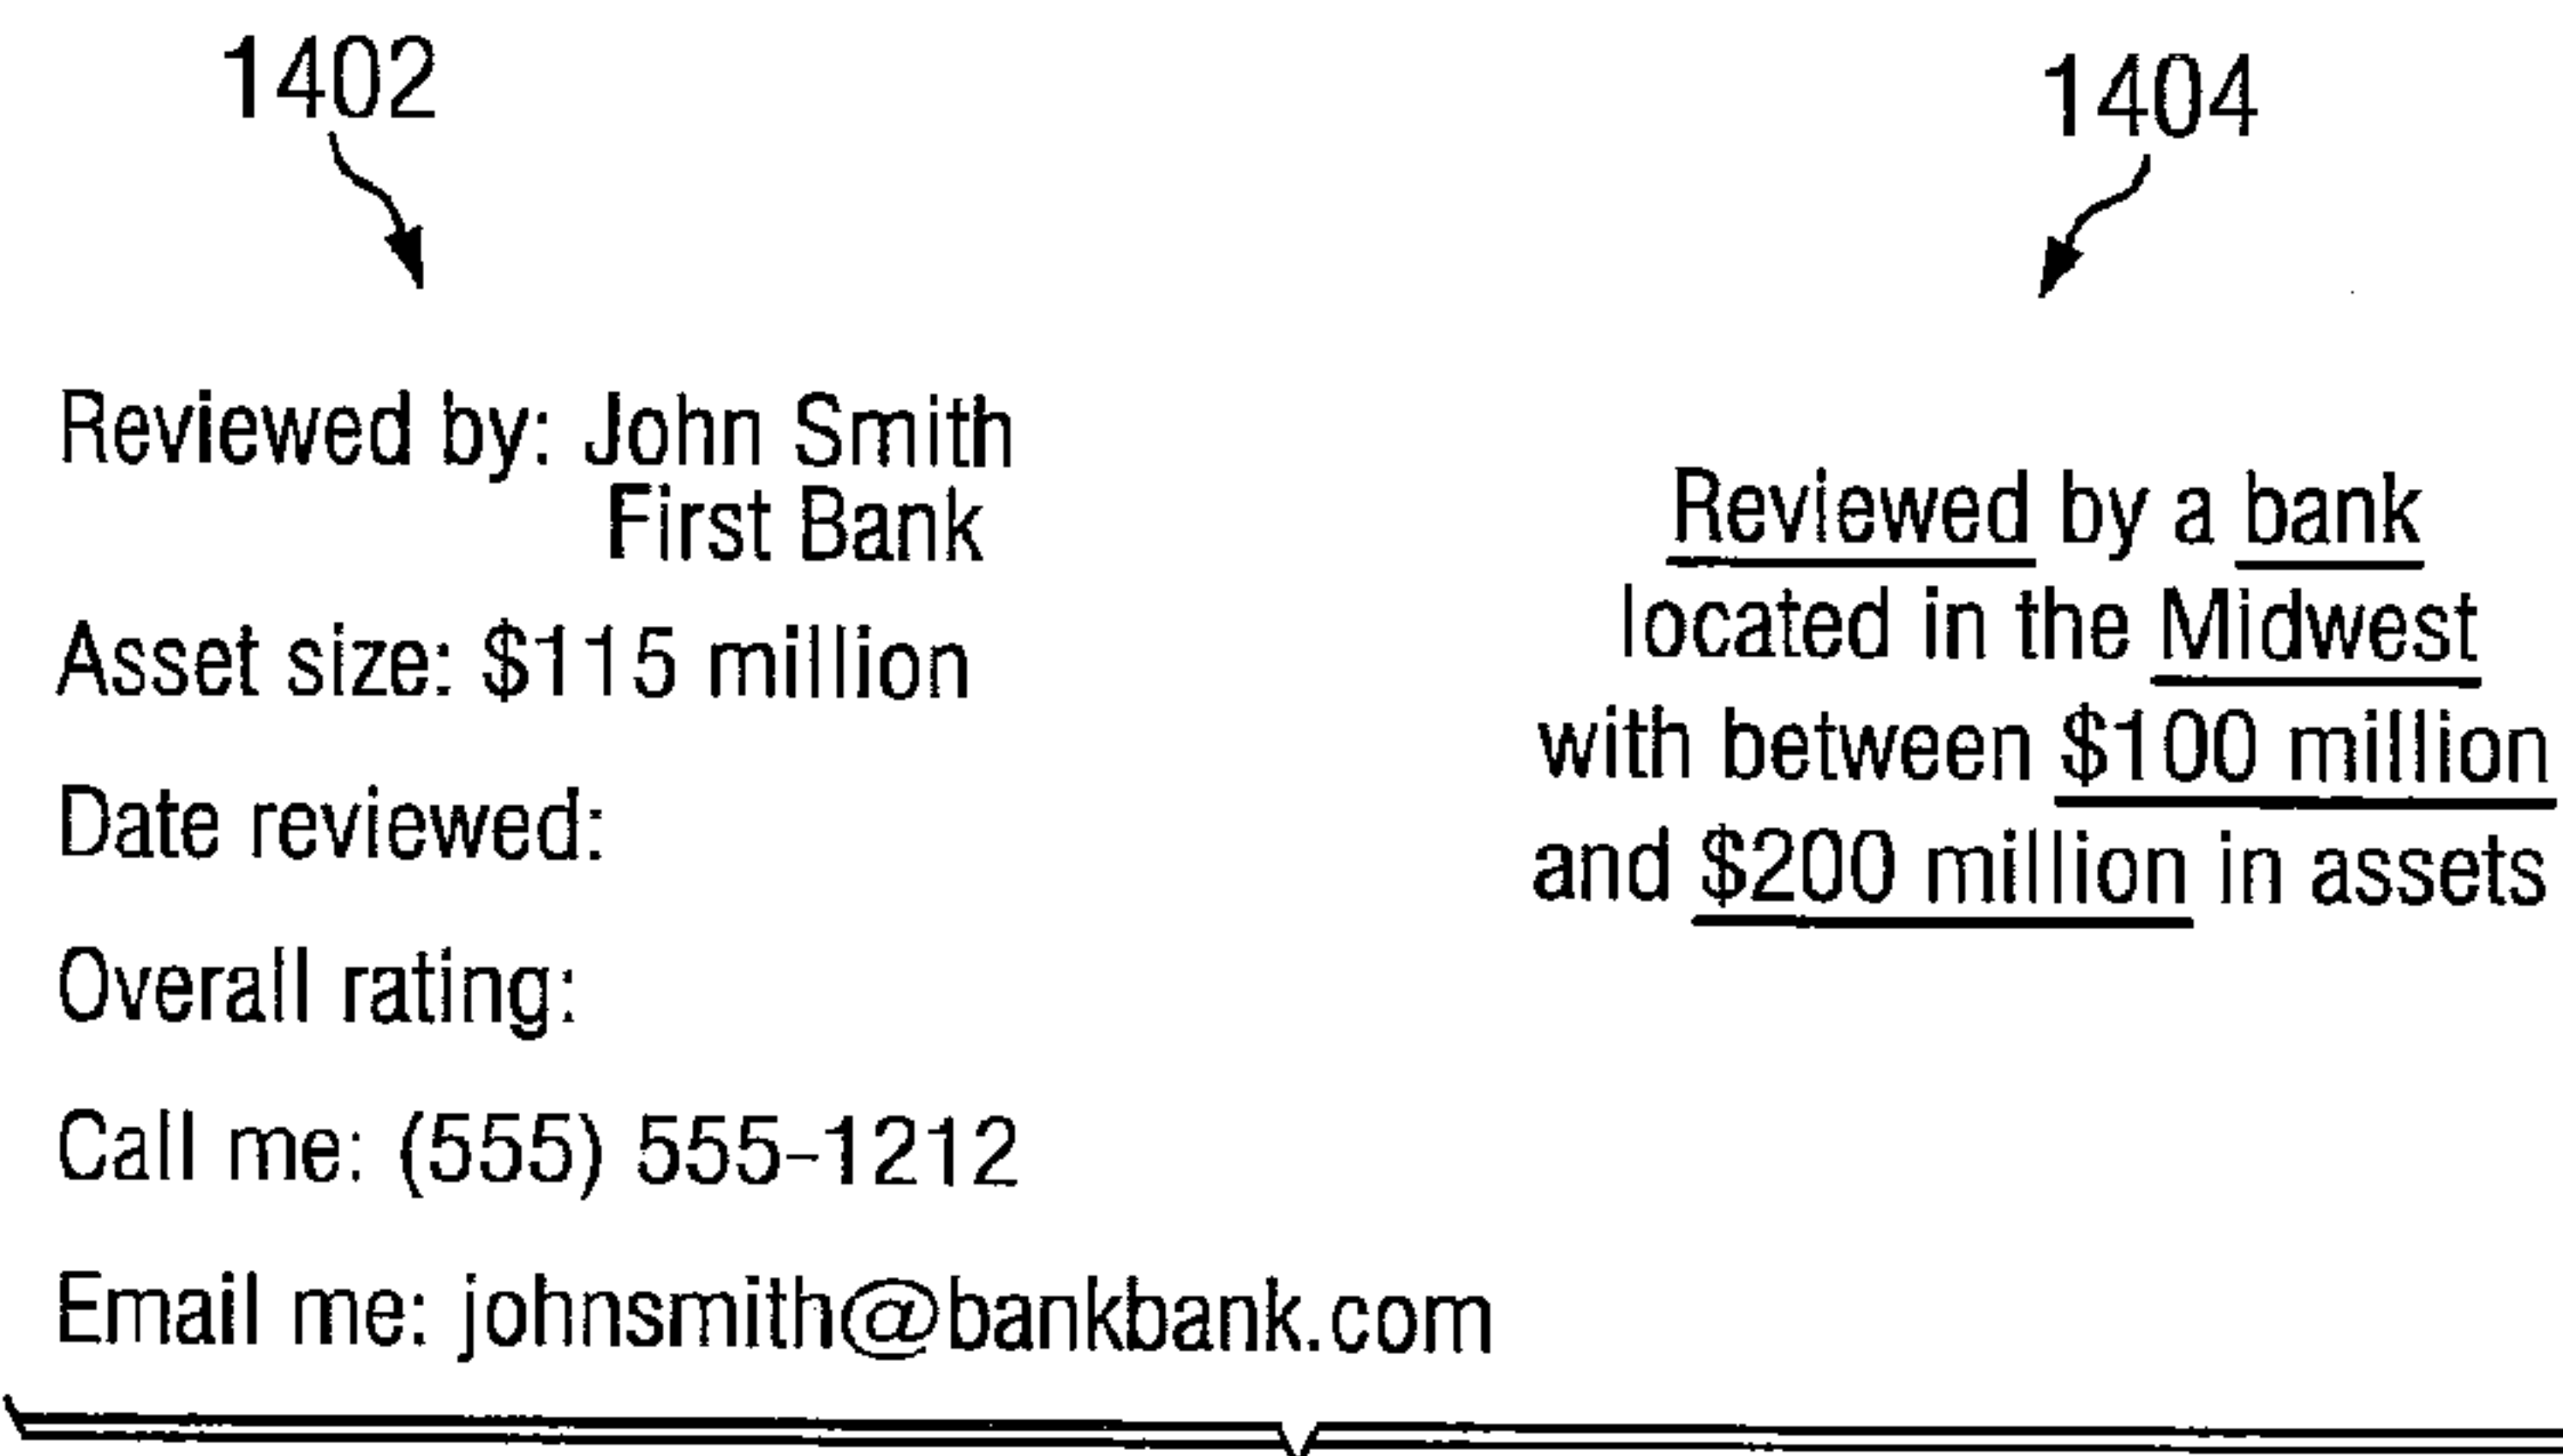 1402
1404
Reviewed by: John Smith
First Bank
Asset size: $115 million
Date reviewed:
Overall rating:
Call me: (555) 555-1212
Email me: johnsmith@bankbank.com
Reviewed by a bank
located in the Midwest
with between $100 million
and $200 million in assets